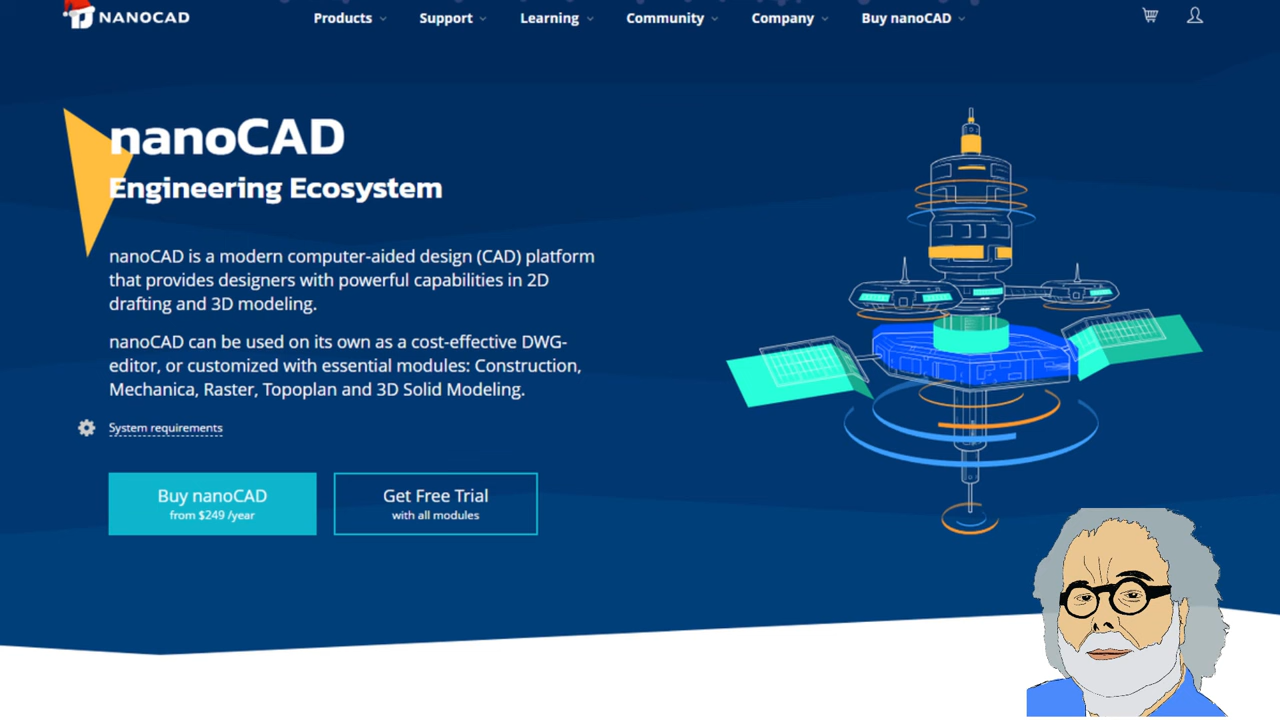 NANOCAD
Products
Support
Learning
Community
Company
Buy nanoCAD
nanoCAD
Engineering Ecosystem
nanoCAD is a modern computer-aided design (CAD) platform
that provides designers with powerful capabilities in 2D
drafting and 3D modeling.
nanoCAD can be used on its own as a cost-effective DWG-
editor, or customized with essential modules: Construction,
Mechanica, Raster, Topoplan and 3D Solid Modeling.
System requirements
Buy nanoCAD
from $249 /year
Get Free Trial
with all modules